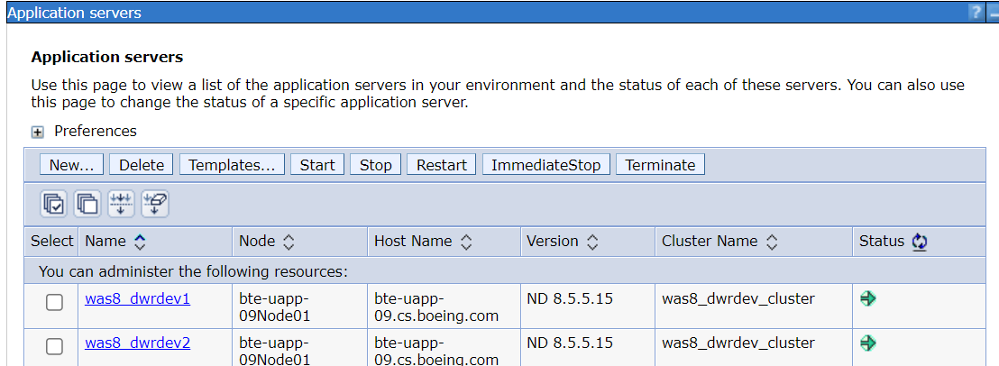 Application servers
?
Application servers
Use this page to view a list of the application servers in your environment and the status of each of these servers. You can also use
this page to change the status of a specific application server.
Preferences
New... Delete Templates... Start Stop Restart ImmediateStop Terminate
Select Name Node Host Name Version Cluster Name Status
You can administer the following resources:
was8_dwrdev1 bte-uapp- bte-uapp- ND 8.5.5.15 was8_dwrdev_cluster
09Node01 09.cs.boeing.com
was8_dwrdev2 bte-uapp- bte-uapp- ND 8.5.5.15 was8_dwrdev_cluster
09Node01 09.cs.boeing.com